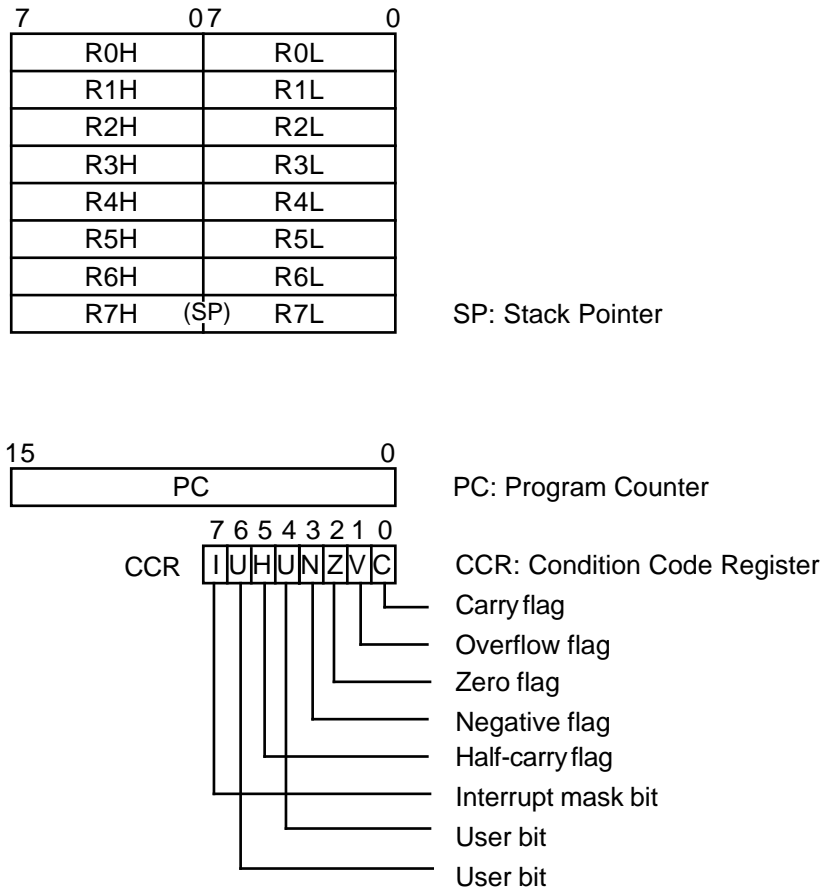 7 0 7 0
R0H R0L
R1H R1L
R2H R2L
R3H R3L
R4H R4L
R5H R5L
R6H R6L
R7H (SP) R7L SP: Stack Pointer
15 0
PC PC: Program Counter
7 6 5 4 3 2 1 0
CCR I U H U N Z V C CCR: Condition Code Register
Carry flag
Overflow flag
Zero flag
Negative flag
Half-carry flag
Interrupt mask bit
User bit
User bit